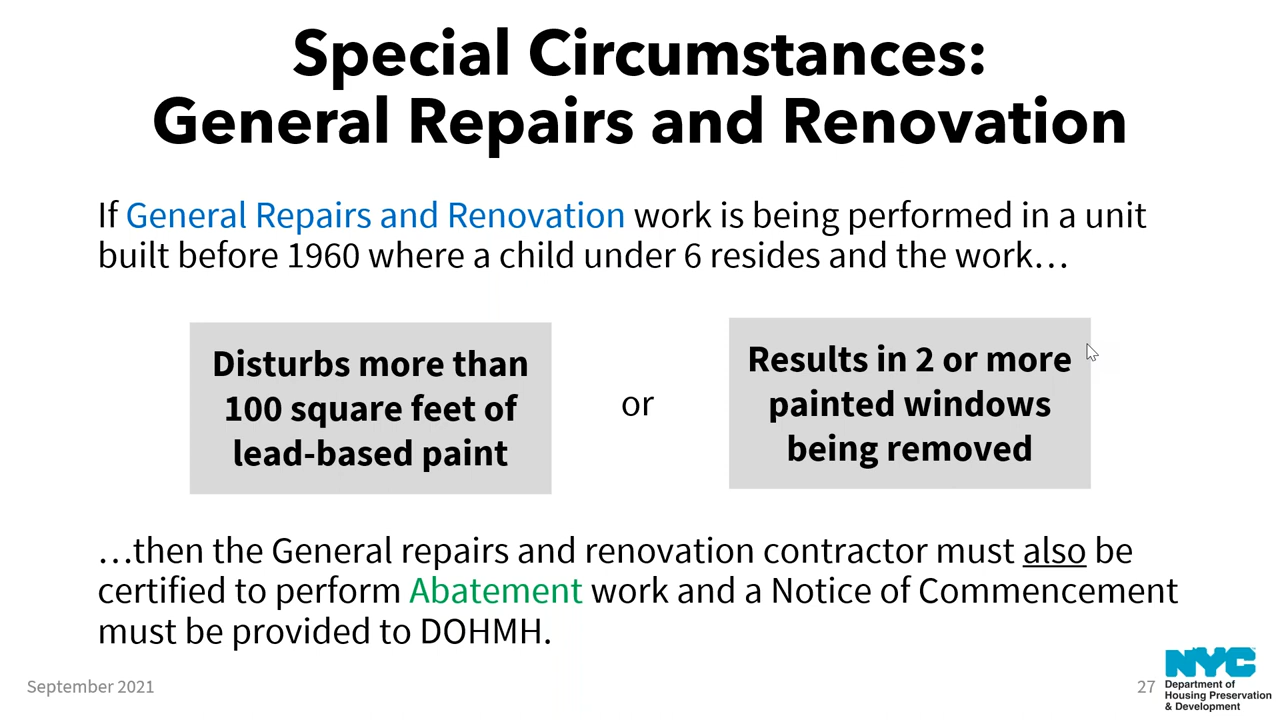 Special Circumstances:
General Repairs and Renovation
If General Repairs and Renovation work is being performed in a unit
built before 1960 where a child under 6 resides and the work…
Disturbs more than
100 square feet of
lead-based paint
or
Results in 2 or more
painted windows
being removed
…then the General repairs and renovation contractor must also be
certified to perform Abatement work and a Notice of Commencement
must be provided to DOHMH.
September 2021
27
NYC
Department of
Housing Preservation
& Development